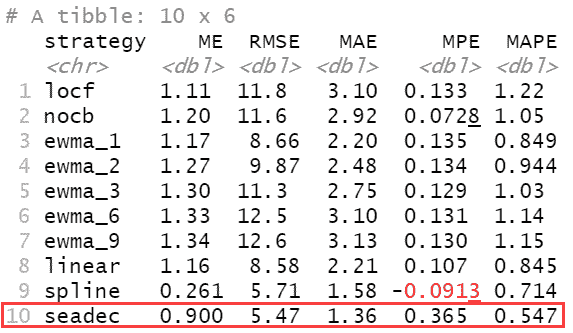 # A tibble: 10 x 6
strategy ME RMSE MAE MPE MAPE
<chr> <dbl> <dbl> <dbl> <dbl> <dbl>
1 locf 1.11 11.8 3.10 0.133 1.22
2 nocb 1.20 11.6 2.92 0.0728 1.05
3 ewma_1 1.17 8.66 2.20 0.135 0.849
4 ewma_2 1.27 9.87 2.48 0.134 0.944
5 ewma_3 1.30 11.3 2.75 0.129 1.03
6 ewma_6 1.33 12.5 3.10 0.131 1.14
7 ewma_9 1.34 12.6 3.13 0.130 1.15
8 linear 1.16 8.58 2.21 0.107 0.845
9 spline 0.261 5.71 1.58 -0.0913 0.714
10 seadec 0.900 5.47 1.36 0.365 0.547